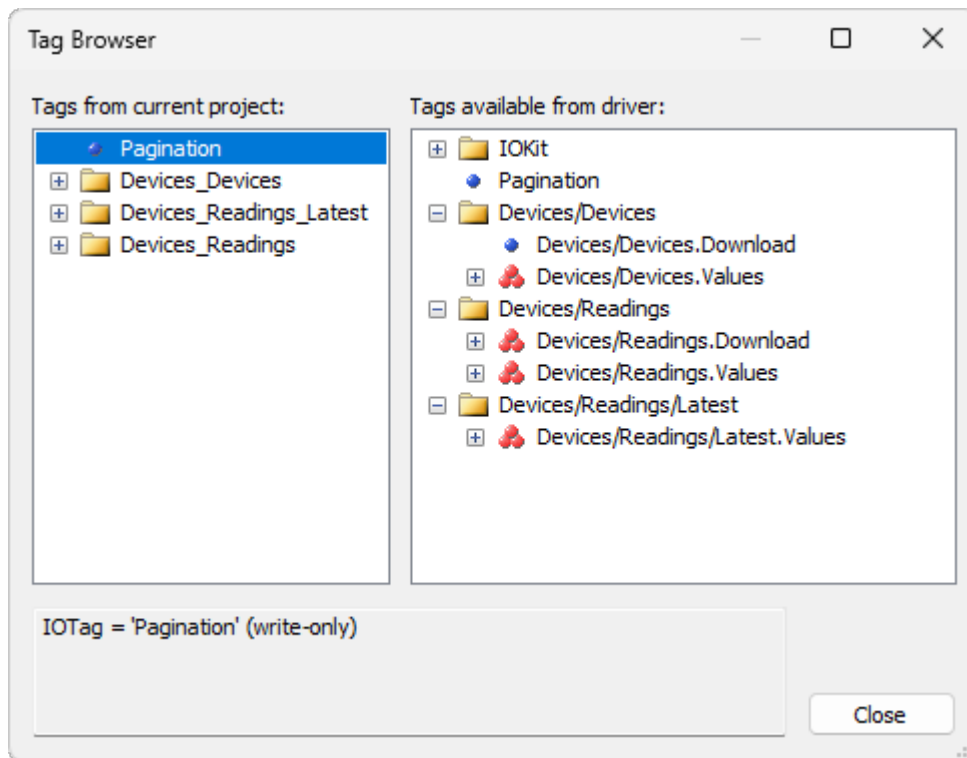 Tag Browser
Tags from current project:
Pagination
Devices_Devices
Devices_Readings_Latest
Devices_Readings
Tags available from driver:
IOKit
Pagination
Devices/Devices
Devices/Devices.Download
Devices/Devices.Values
Devices/Readings
Devices/Readings.Download
Devices/Readings.Values
Devices/Readings/Latest
Devices/Readings/Latest.Values
IOTag = 'Pagination' (write-only)
Close